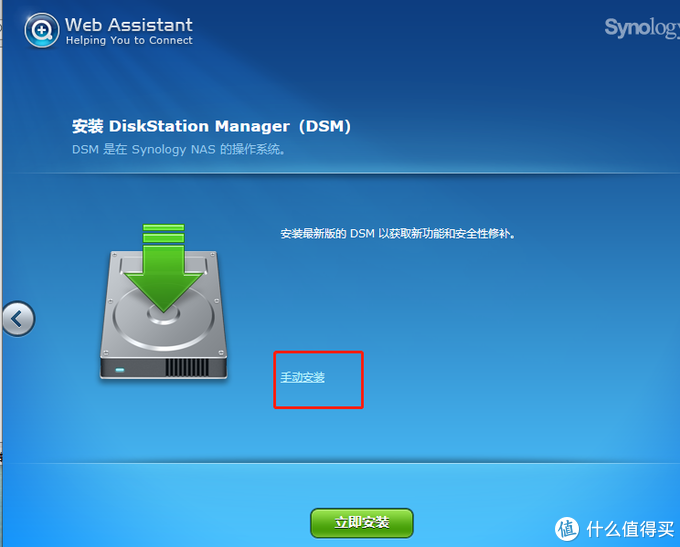 Web Assistant
Helping You to Connect
Synology
安装 DiskStation Manager（DSM）
DSM 是在 Synology NAS 的操作系统。
安装最新版的 DSM 以获取新功能和安全性修补。
手动安装
立即安装
值 什么值得买